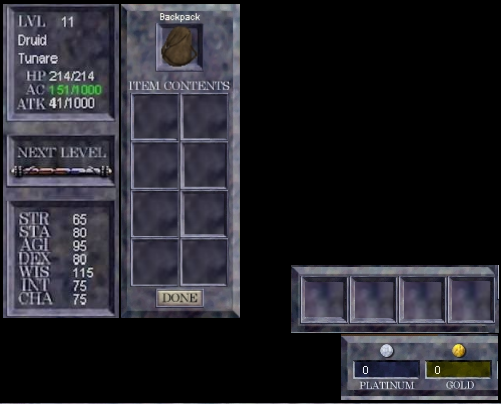 LVL 11
Druid
Tunare
HP 214/214
AC 151/1000
ATK 41/1000
NEXT LEVEL
STR 65
STA 80
AGI 95
DEX 80
WIS 115
INT 75
CHA 75
Backpack
ITEM CONTENTS
DONE
0 0
PLATINUM GOLD